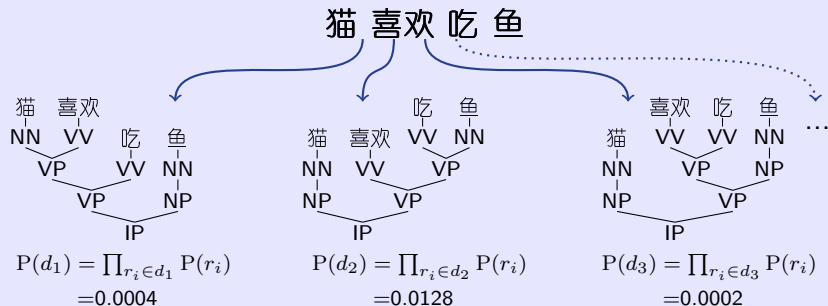 猫 喜欢 吃 鱼
猫 喜欢 吃 鱼 猫 喜欢 吃 鱼 猫 喜欢 吃 鱼
NN VV VV NN NN VV VV NN NN VV VV NN ...
VP NP VP VP NP
VP NP VP NP VP
IP IP IP
P(d₁) = ∏_{rᵢ∈d₁} P(rᵢ) P(d₂) = ∏_{rᵢ∈d₂} P(rᵢ) P(d₃) = ∏_{rᵢ∈d₃} P(rᵢ)
=0.0004 =0.0128 =0.0002